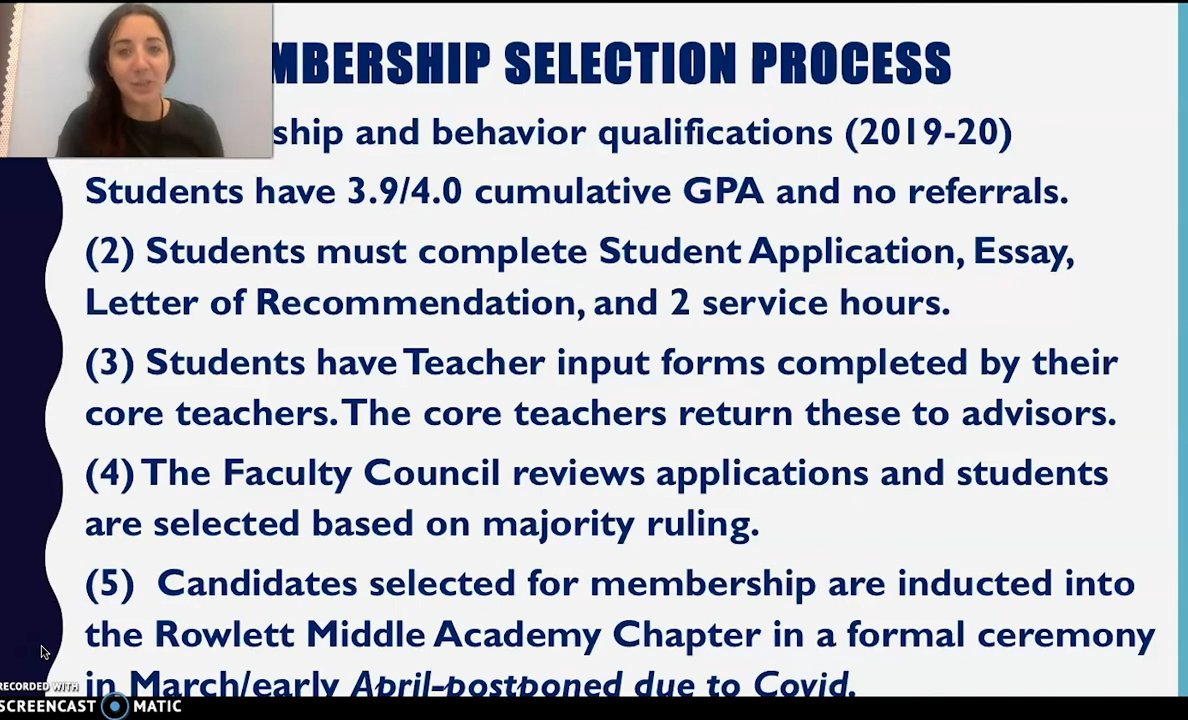 MBERSHIP SELECTION PROCESS
ship and behavior qualifications (2019-20)
Students have 3.9/4.0 cumulative GPA and no referrals.
(2) Students must complete Student Application, Essay,
Letter of Recommendation, and 2 service hours.
(3) Students have Teacher input forms completed by their
core teachers. The core teachers return these to advisors.
(4) The Faculty Council reviews applications and students
are selected based on majority ruling.
(5) Candidates selected for membership are inducted into
the Rowlett Middle Academy Chapter in a formal ceremony
in March/early April-postponed due to Covid.
RECORDED WITH
SCREENCAST MATIC